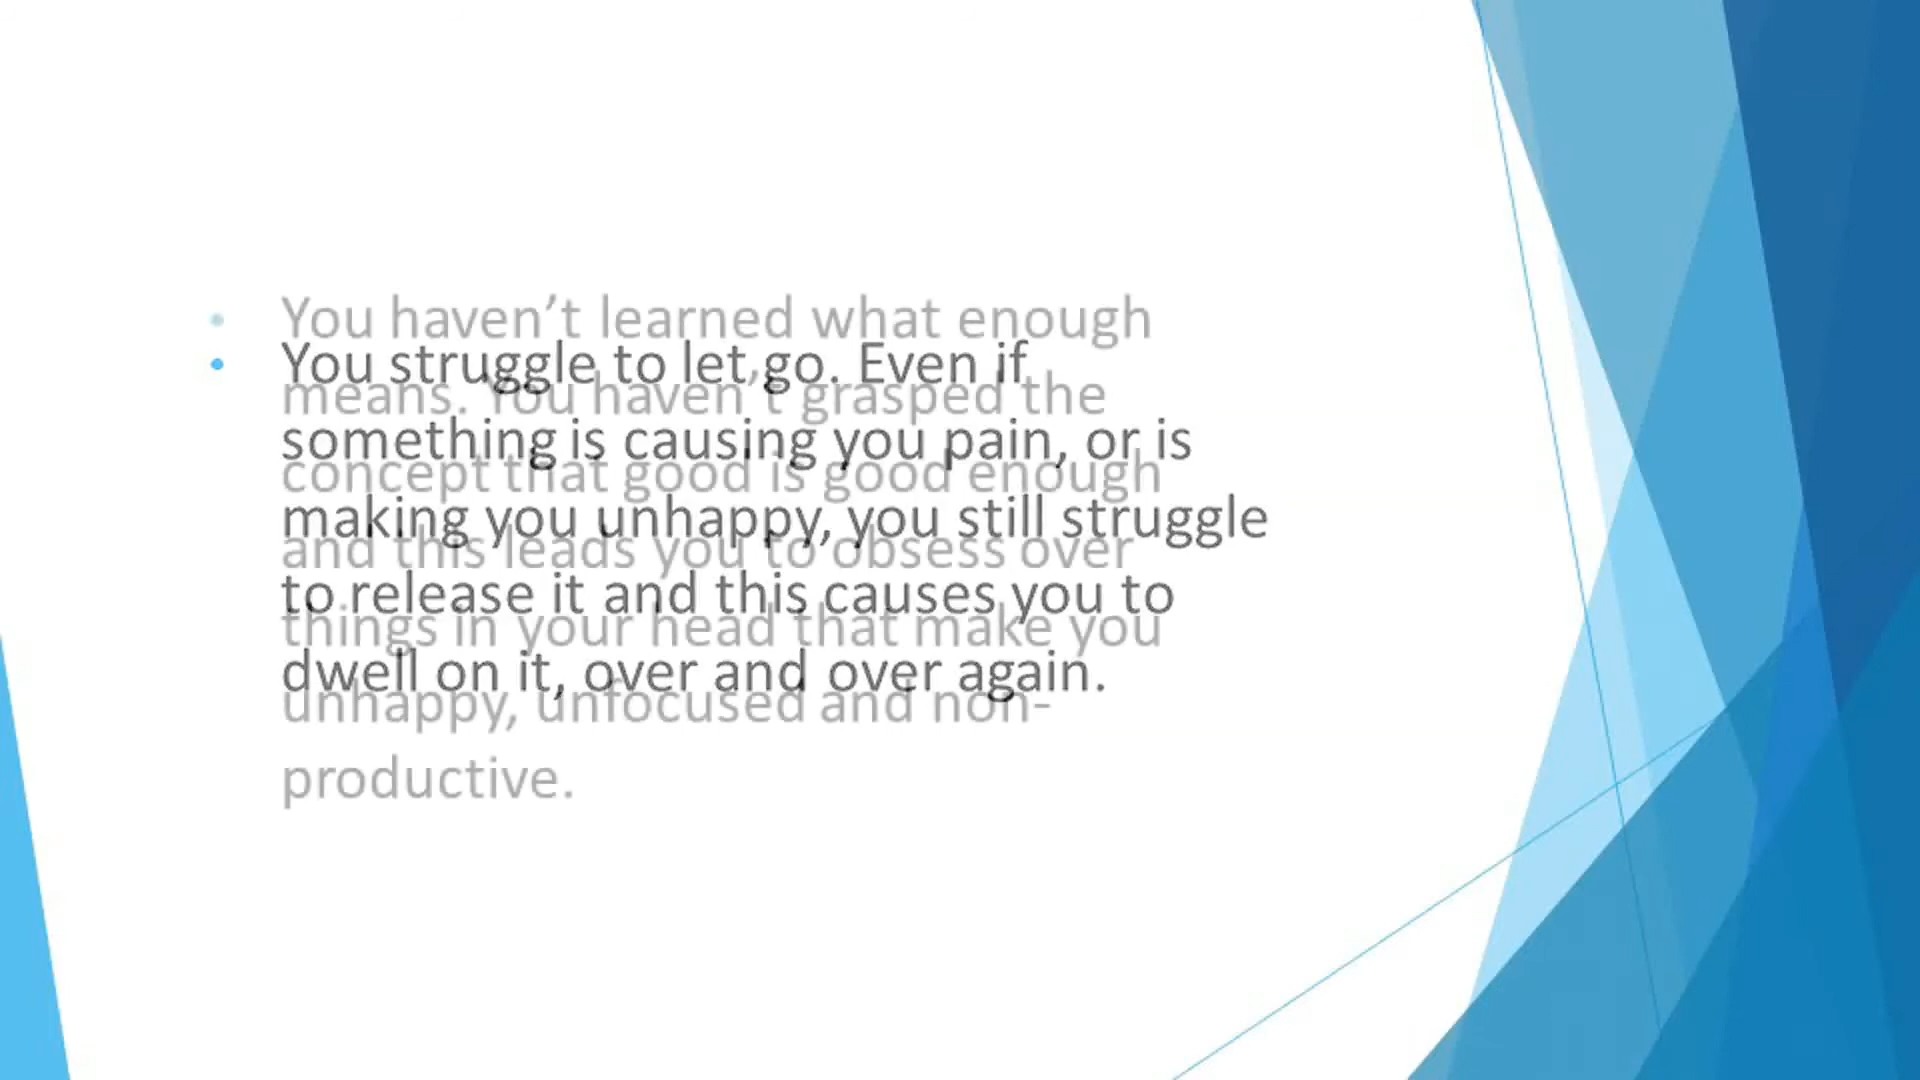 • You haven’t learned what enough
means. You haven’t grasped the
concept that good is good enough
and this leads you to obsess over
things in your head that make you
unhappy, unfocused and non-
productive.
• You struggle to let go. Even if
something is causing you pain, or is
making you unhappy, you still struggle
to release it and this causes you to
dwell on it, over and over again.